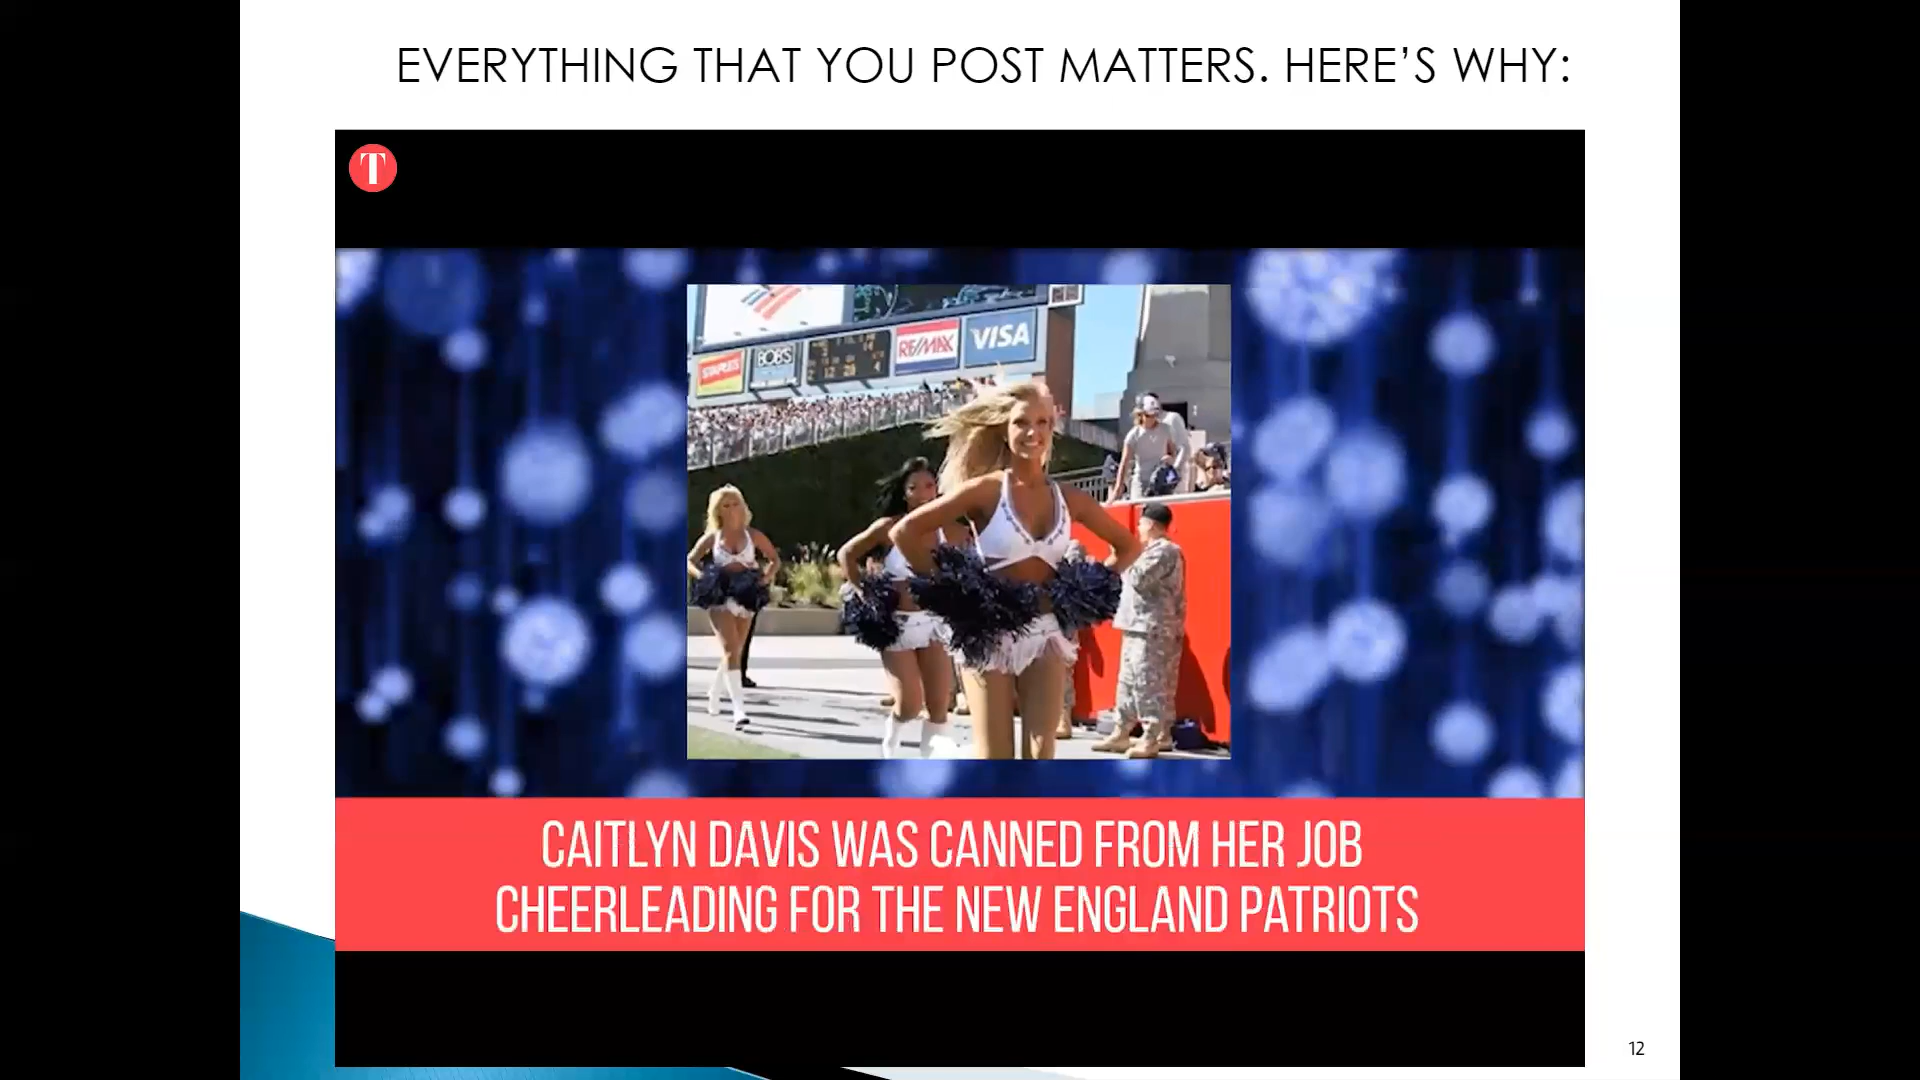 EVERYTHING THAT YOU POST MATTERS. HERE'S WHY:
T
STAPLES
BOB'S
RE/MAX
VISA
CAITLYN DAVIS WAS CANNED FROM HER JOB
CHEERLEADING FOR THE NEW ENGLAND PATRIOTS
12